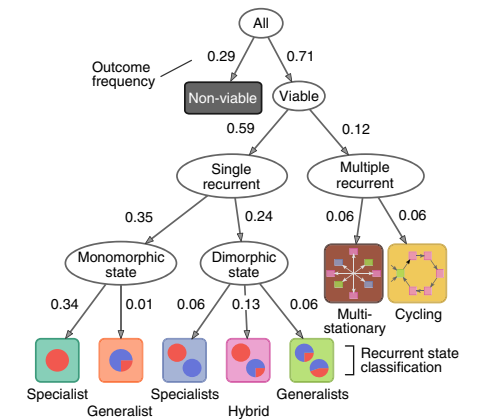 All
0.29
0.71
Outcome
frequency
Non-viable
Viable
0.59
0.12
Single
recurrent
Multiple
recurrent
0.35
0.24
0.06
0.06
Monomorphic
state
Dimorphic
state
0.34
0.01
0.06
0.13
0.06
Multi-
stationary
Cycling
Recurrent state
classification
Specialist
Specialists
Generalists
Generalist
Hybrid